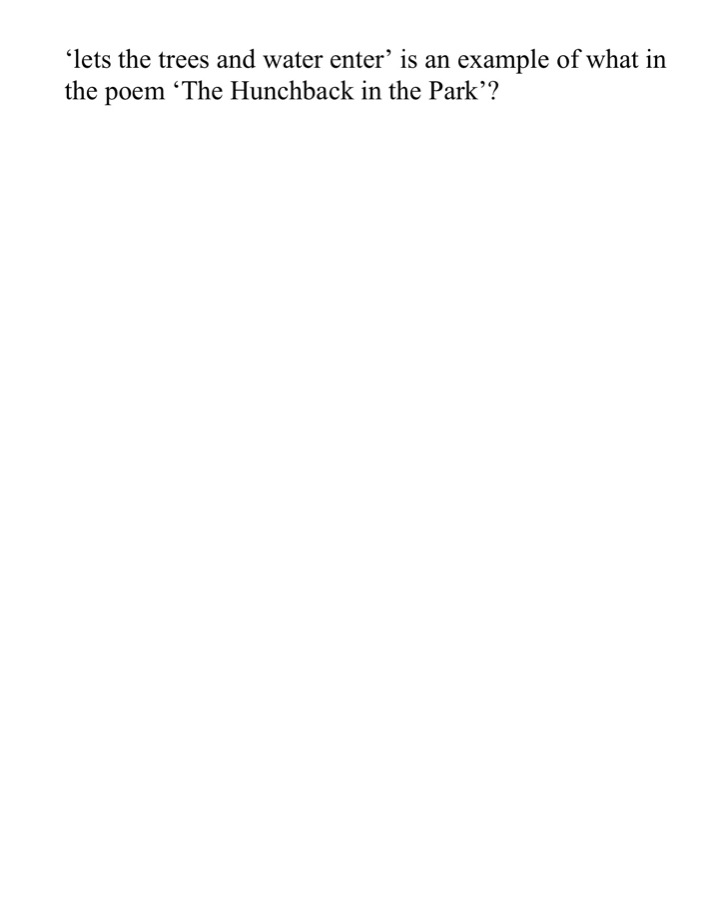 ‘lets the trees and water enter’ is an example of what in
the poem ‘The Hunchback in the Park’?